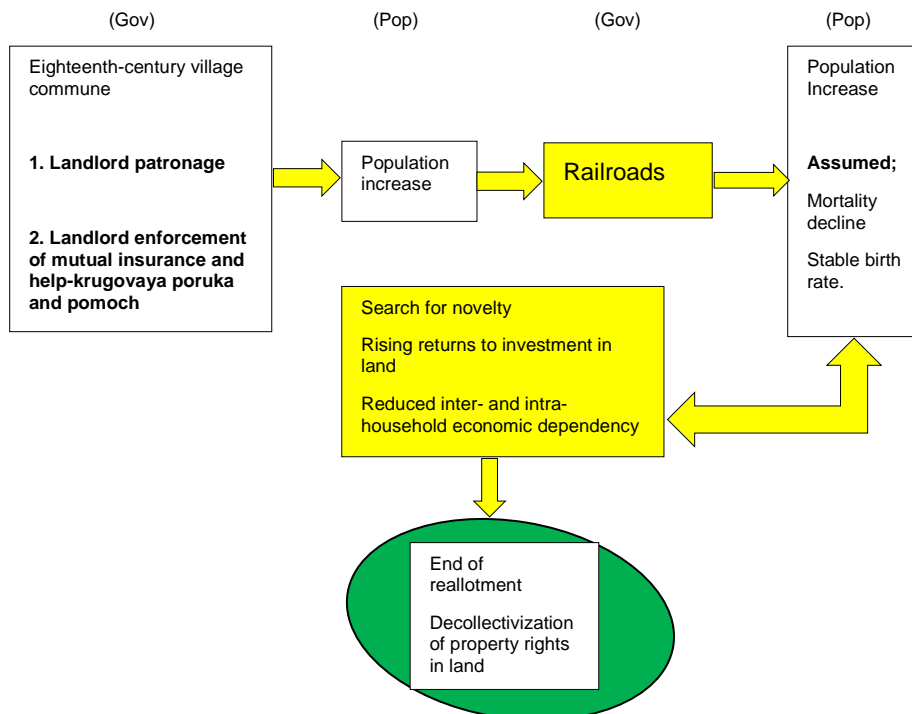 (Gov) (Pop) (Gov) (Pop)
Eighteenth-century village
commune
1. Landlord patronage
2. Landlord enforcement
of mutual insurance and
help-krugovaya poruka
and pomoch
Population
increase
Railroads
Population
Increase
Assumed;
Mortality
decline
Stable birth
rate.
Search for novelty
Rising returns to investment in
land
Reduced inter- and intra-
household economic dependency
End of
reallotment
Decollectivization
of property rights
in land